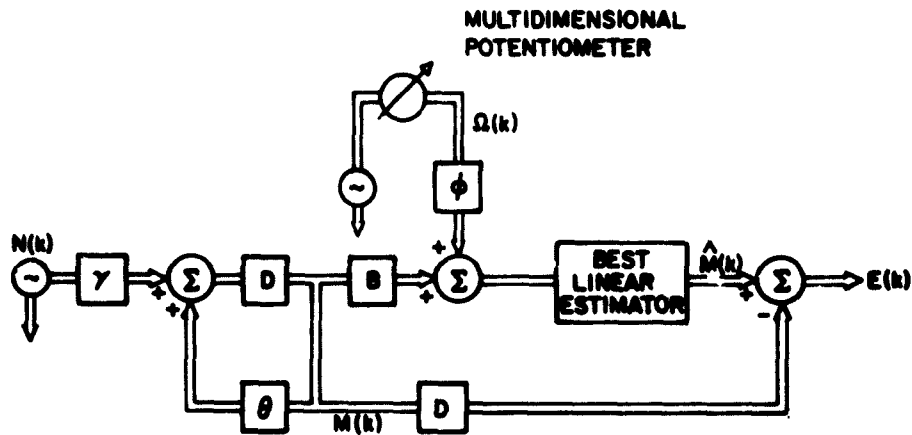 MULTIDIMENSIONAL
POTENTIOMETER
Ω(k)
~
ϕ
N(k)
~
γ
+
Σ
+
D
B
+
+
Σ
BEST
LINEAR
ESTIMATOR
M̂(k)
+
Σ
-
E(k)
θ
M(k)
D